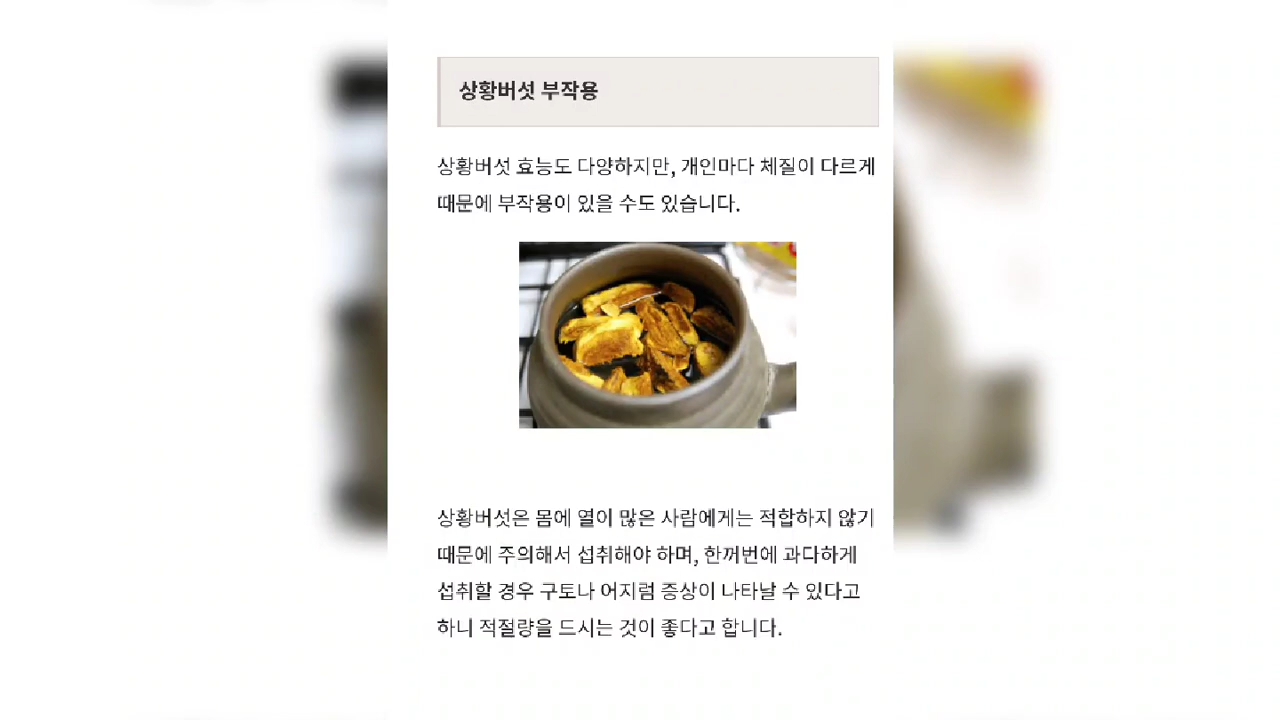 상황버섯 부작용
상황버섯 효능도 다양하지만, 개인마다 체질이 다르게
때문에 부작용이 있을 수도 있습니다.
상황버섯은 몸에 열이 많은 사람에게는 적합하지 않기
때문에 주의해서 섭취해야 하며, 한꺼번에 과다하게
섭취할 경우 구토나 어지럼 증상이 나타날 수 있다고
하니 적절량을 드시는 것이 좋다고 합니다.